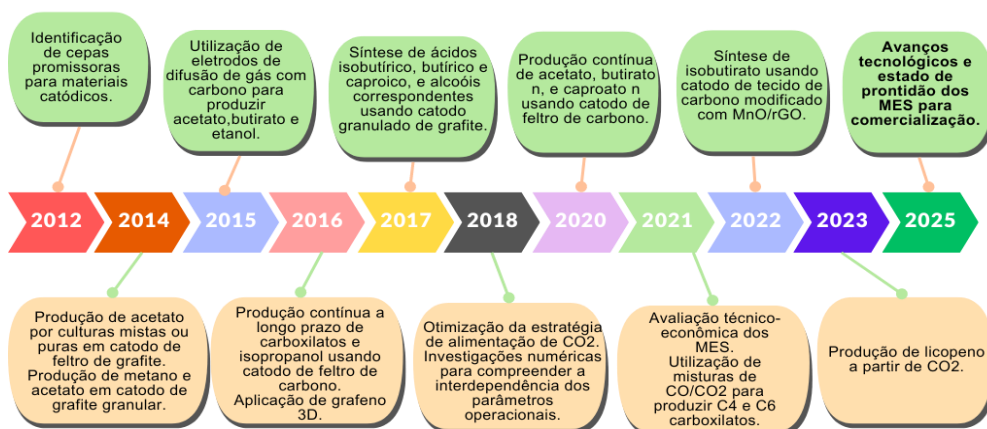 Identificação
de cepas
promissoras
para materiais
catódicos.
Utilização de
eletrodos de
difusão de gás com
carbono para
produzir
acetato,butirato e
etanol.
Síntese de ácidos
isobutírico, butírico e
caproico, e alcoóis
correspondentes
usando catodo
granulado de grafite.
Produção contínua
de acetato, butirato
n, e caproato n
usando catodo de
feltro de carbono.
Síntese de
isobutirato usando
catodo de tecido de
carbono modificado
com MnO/rGO.
Avanços
tecnológicos e
estado de
prontidão dos
MES para
comercialização.
2012
2014
2015
2016
2017
2018
2020
2021
2022
2023
2025
Produção de acetato
por culturas mistas ou
puras em catodo de
feltro de grafite.
Produção de metano e
acetato em catodo de
grafite granular.
Produção contínua a
longo prazo de
carboxilatos e
isopropanol usando
catodo de feltro de
carbono.
Aplicação de grafeno
3D.
Otimização da estratégia
de alimentação de CO2.
Investigações numéricas
para compreender a
interdependência dos
parâmetros
operacionais.
Avaliação técnico-
econômica dos
MES.
Utilização de
misturas de
CO/CO2 para
produzir C4 e C6
carboxilatos.
Produção de licopeno
a partir de CO2.